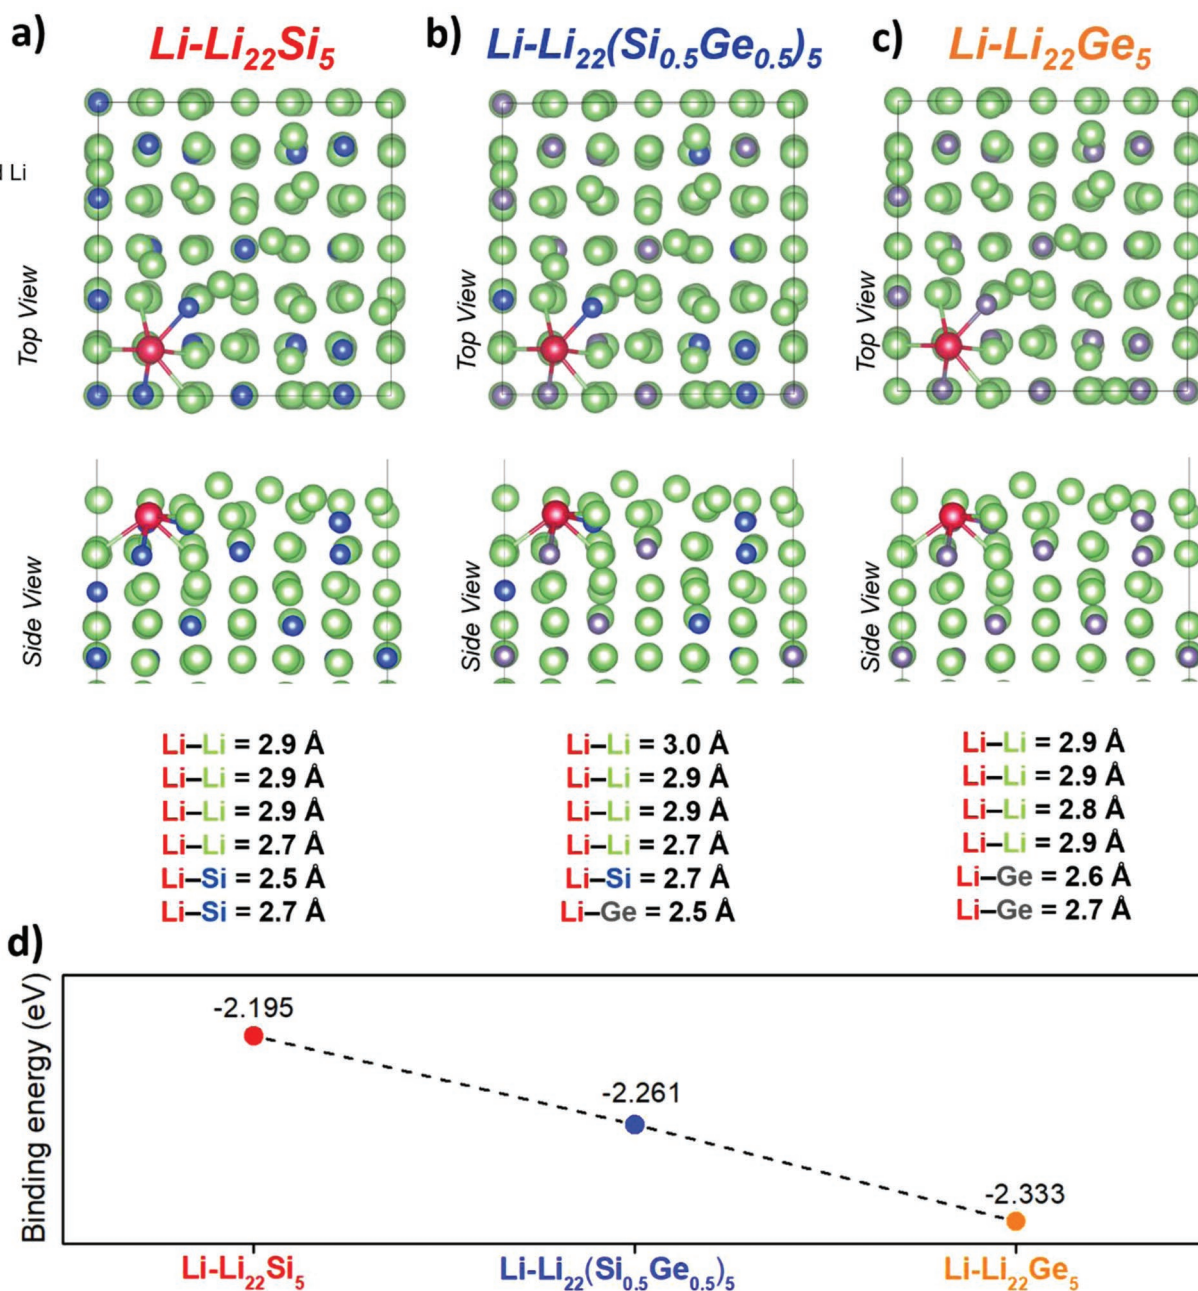 a)
Li-Li₂₂Si₅
b)
Li-Li₂₂(Si₀.₅Ge₀.₅)₅
c)
Li-Li₂₂Ge₅
Li
Top View
Top View
Top View
Side View
Side View
Side View
Li–Li = 2.9 Å
Li–Li = 2.9 Å
Li–Li = 2.9 Å
Li–Li = 2.7 Å
Li–Si = 2.5 Å
Li–Si = 2.7 Å
Li–Li = 3.0 Å
Li–Li = 2.9 Å
Li–Li = 2.9 Å
Li–Li = 2.7 Å
Li–Si = 2.7 Å
Li–Ge = 2.5 Å
Li–Li = 2.9 Å
Li–Li = 2.9 Å
Li–Li = 2.8 Å
Li–Li = 2.9 Å
Li–Ge = 2.6 Å
Li–Ge = 2.7 Å
d)
Binding energy (eV)
-2.195
-2.261
-2.333
Li-Li₂₂Si₅
Li-Li₂₂(Si₀.₅Ge₀.₅)₅
Li-Li₂₂Ge₅